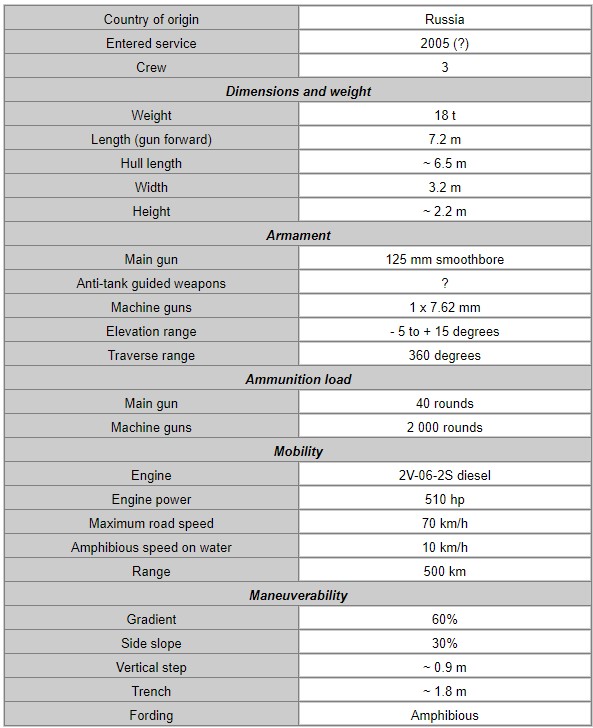 Country of origin Russia
Entered service 2005 (?)
Crew 3
Dimensions and weight
Weight 18 t
Length (gun forward) 7.2 m
Hull length ~ 6.5 m
Width 3.2 m
Height ~ 2.2 m
Armament
Main gun 125 mm smoothbore
Anti-tank guided weapons ?
Machine guns 1 x 7.62 mm
Elevation range - 5 to + 15 degrees
Traverse range 360 degrees
Ammunition load
Main gun 40 rounds
Machine guns 2 000 rounds
Mobility
Engine 2V-06-2S diesel
Engine power 510 hp
Maximum road speed 70 km/h
Amphibious speed on water 10 km/h
Range 500 km
Maneuverability
Gradient 60%
Side slope 30%
Vertical step ~ 0.9 m
Trench ~ 1.8 m
Fording Amphibious